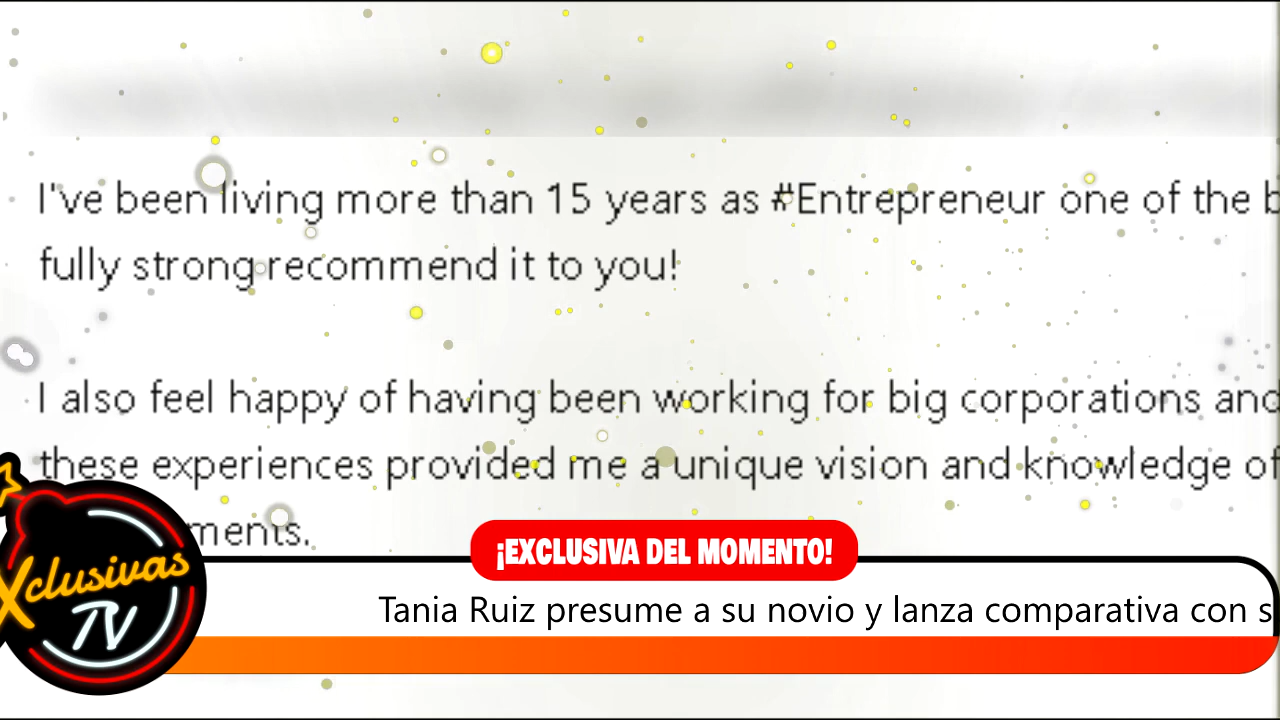 I've been living more than 15 years as #Entrepreneur one of the
fully strong recommend it to you!
I also feel happy of having been working for big corporations and
these experiences provided me a unique vision and knowledge of
ments.
¡EXCLUSIVA DEL MOMENTO!
Xclusivas
TV
Tania Ruiz presume a su novio y lanza comparativa con